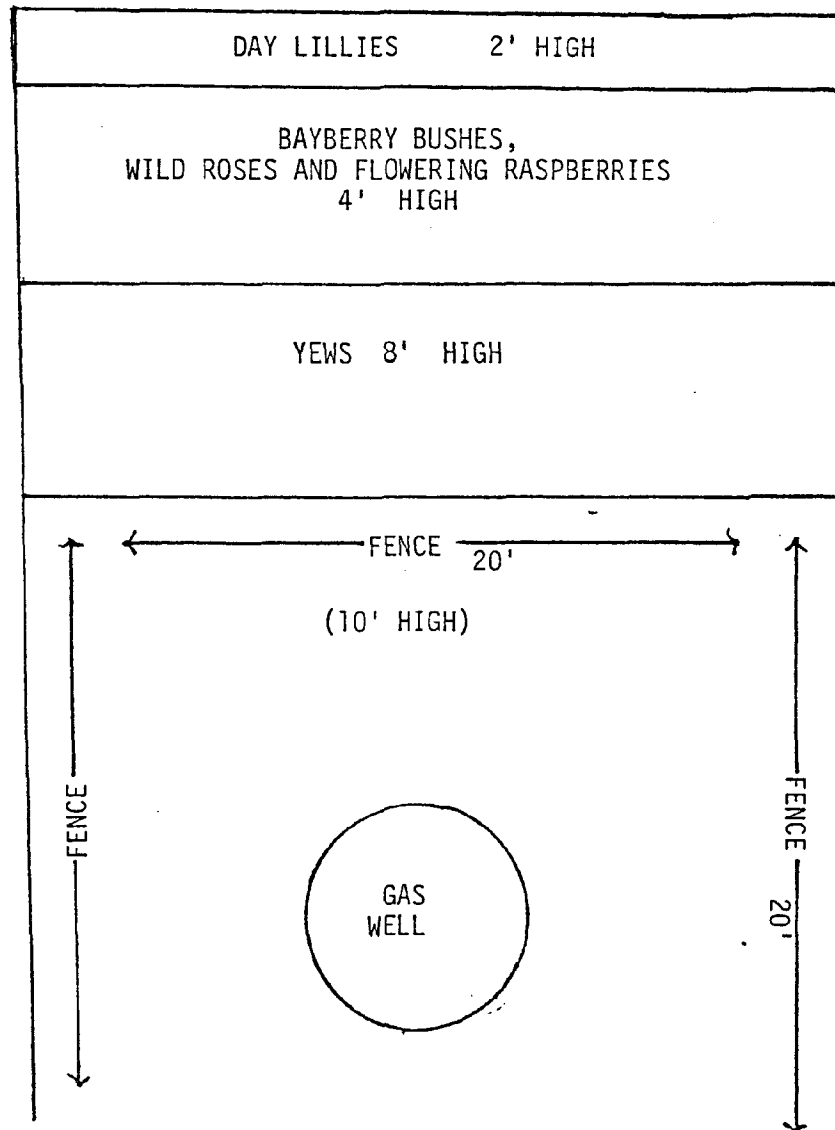 DAY LILLIES 2' HIGH
BAYBERRY BUSHES,
WILD ROSES AND FLOWERING RASPBERRIES
4' HIGH
YEWS 8' HIGH
FENCE 20'
(10' HIGH)
FENCE
FENCE 20'
GAS
WELL